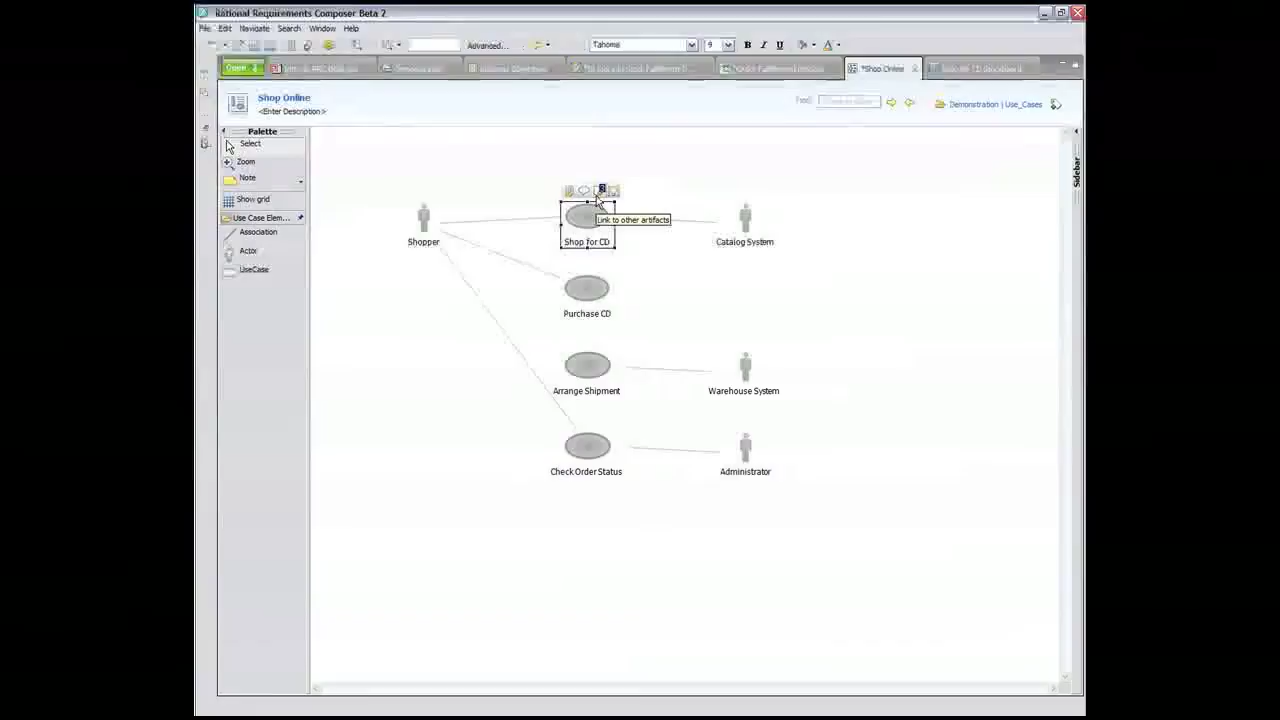 Rational Requirements Composer Beta 2
File Edit Navigate Search Window Help
Advanced... Tahoma 9 B I U
Open *Shop Online
Shop Online
<Enter Description>
Demonstration | Use_Cases
Palette
Select
Zoom
Note
Show grid
Use Case Elem...
Association
Actor
UseCase
Sidebar
Link to other artifacts
Shopper Shop for CD Catalog System
Purchase CD
Arrange Shipment Warehouse System
Check Order Status Administrator